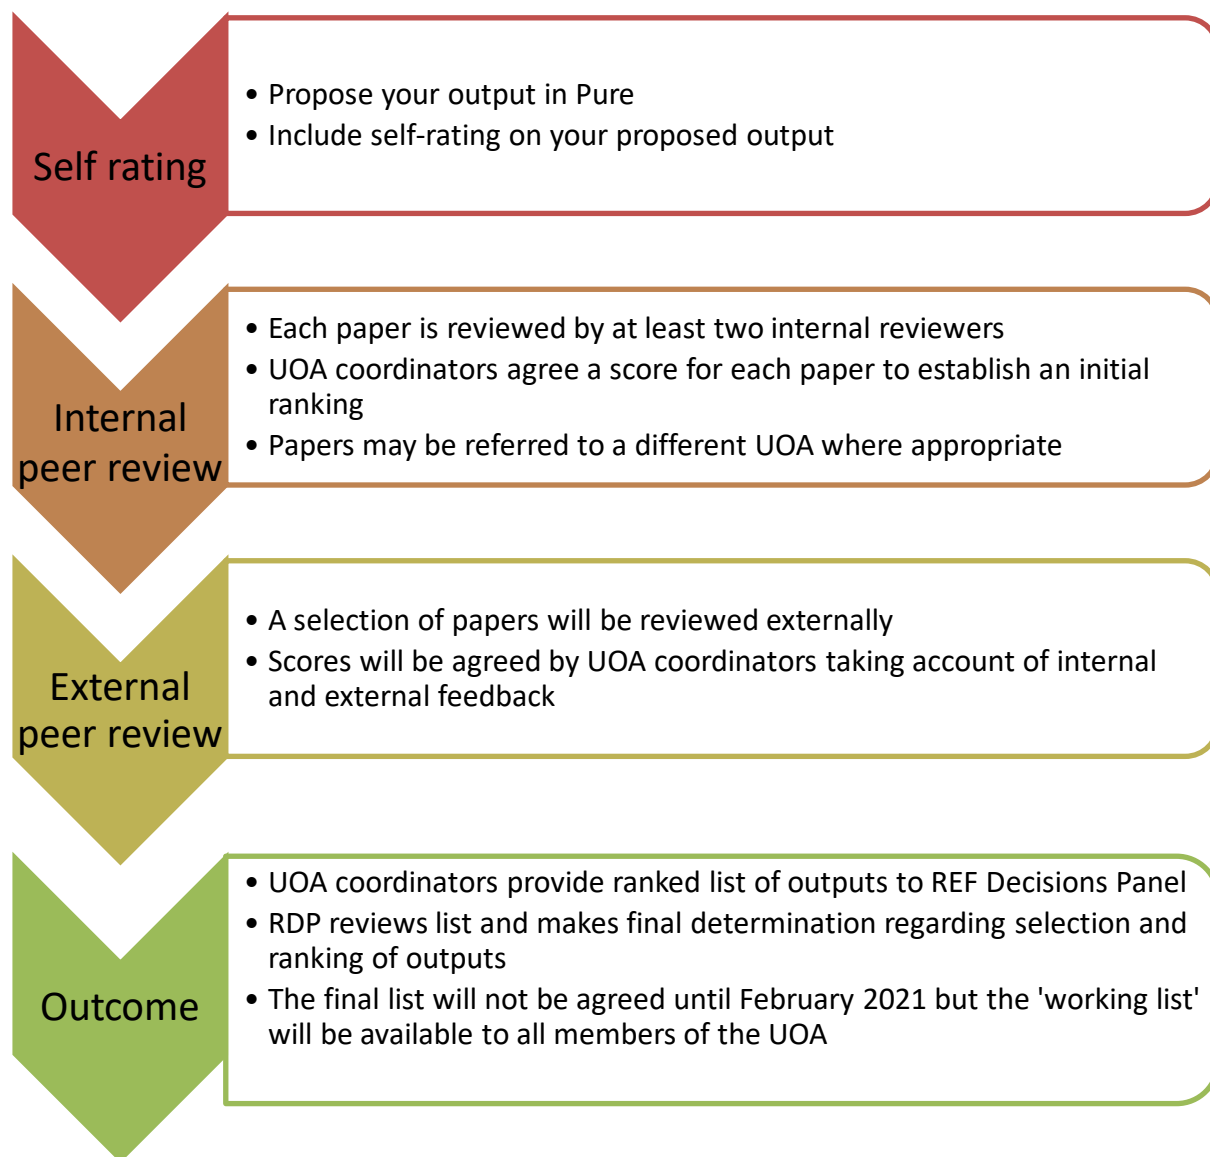 Self rating
• Propose your output in Pure
• Include self-rating on your proposed output
Internal
peer review
• Each paper is reviewed by at least two internal reviewers
• UOA coordinators agree a score for each paper to establish an initial
ranking
• Papers may be referred to a different UOA where appropriate
External
peer review
• A selection of papers will be reviewed externally
• Scores will be agreed by UOA coordinators taking account of internal
and external feedback
Outcome
• UOA coordinators provide ranked list of outputs to REF Decisions Panel
• RDP reviews list and makes final determination regarding selection and
ranking of outputs
• The final list will not be agreed until February 2021 but the 'working list'
will be available to all members of the UOA